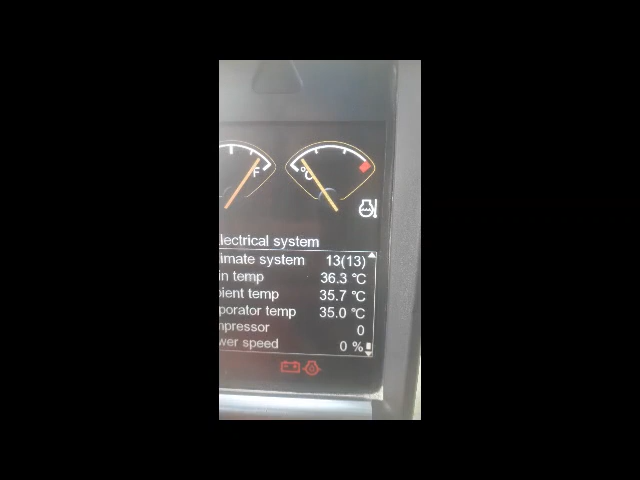 F
°C
lectrical system
imate system 13(13)
in temp 36.3 °C
bient temp 35.7 °C
porator temp 35.0 °C
mpressor 0
wer speed 0 %